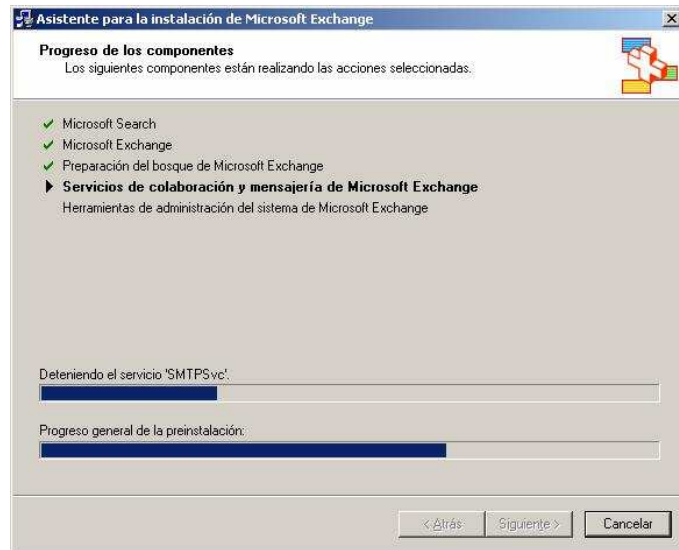 Asistente para la instalación de Microsoft Exchange
Progreso de los componentes
Los siguientes componentes están realizando las acciones seleccionadas.
Microsoft Search
Microsoft Exchange
Preparación del bosque de Microsoft Exchange
Servicios de colaboración y mensajería de Microsoft Exchange
Herramientas de administración del sistema de Microsoft Exchange
Deteniendo el servicio 'SMTPSvc'.
Progreso general de la preinstalación:
< Atrás Siguiente > Cancelar